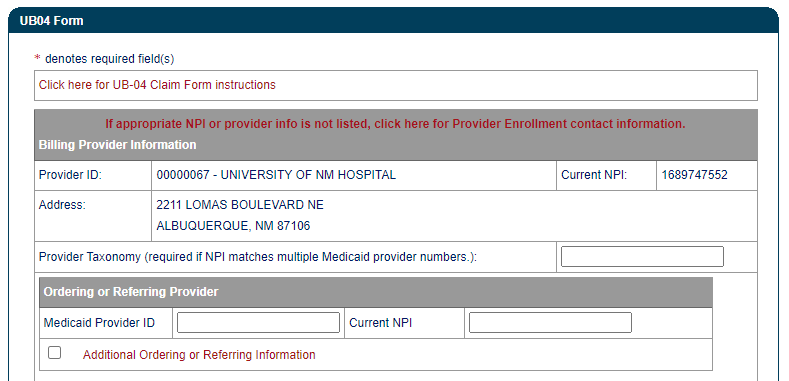 UB04 Form
* denotes required field(s)
Click here for UB-04 Claim Form instructions
If appropriate NPI or provider info is not listed, click here for Provider Enrollment contact information.
Billing Provider Information
Provider ID: 00000067 - UNIVERSITY OF NM HOSPITAL Current NPI: 1689747552
Address: 2211 LOMAS BOULEVARD NE
ALBUQUERQUE, NM 87106
Provider Taxonomy (required if NPI matches multiple Medicaid provider numbers.):
Ordering or Referring Provider
Medicaid Provider ID Current NPI
Additional Ordering or Referring Information